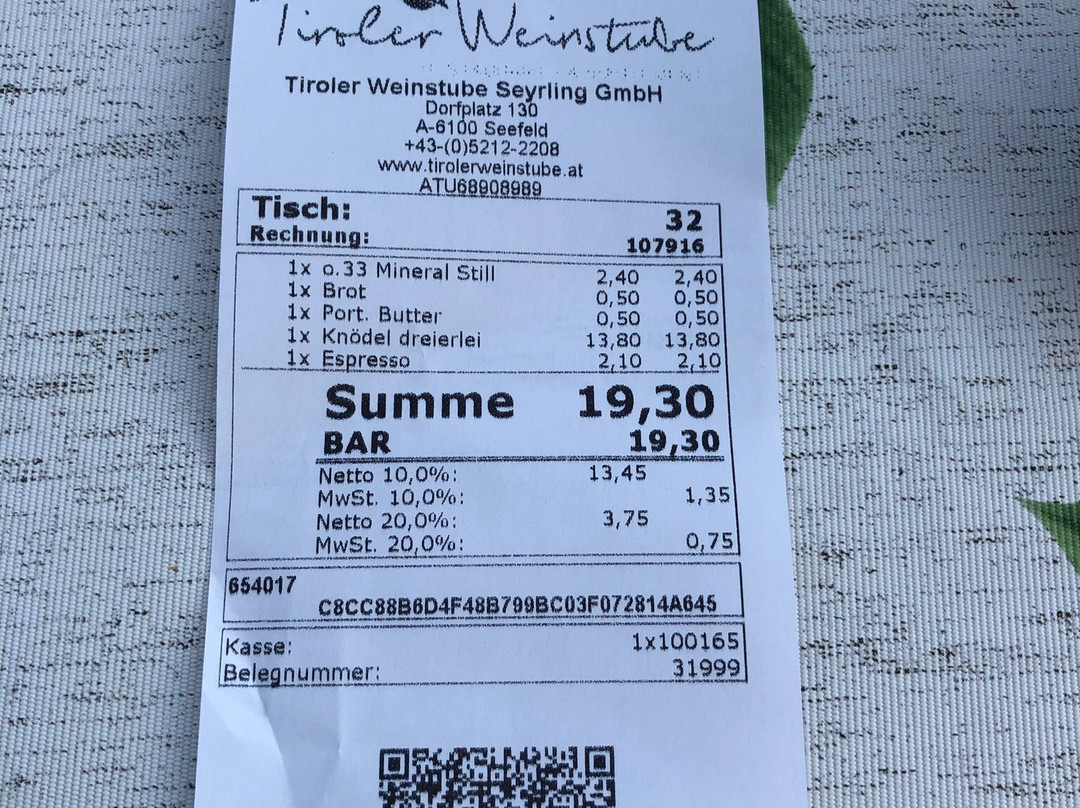 Tiroler Weinstube
Tiroler Weinstube Seyrling GmbH
Dorfplatz 130
A-6100 Seefeld
+43-(0)5212-2208
www.tirolerweinstube.at
ATU68908989
Tisch: 32
Rechnung: 107916
1x 0.33 Mineral Still 2,40 2,40
1x Brot 0,50 0,50
1x Port. Butter 0,50 0,50
1x Knödel dreierlei 13,80 13,80
1x Espresso 2,10 2,10
Summe 19,30
BAR 19,30
Netto 10,0%: 13,45
MwSt. 10,0%: 1,35
Netto 20,0%: 3,75
MwSt. 20,0%: 0,75
654017
C8CC88B6D4F48B799BC03F072814A645
Kasse: 1x100165
Belegnummer: 31999